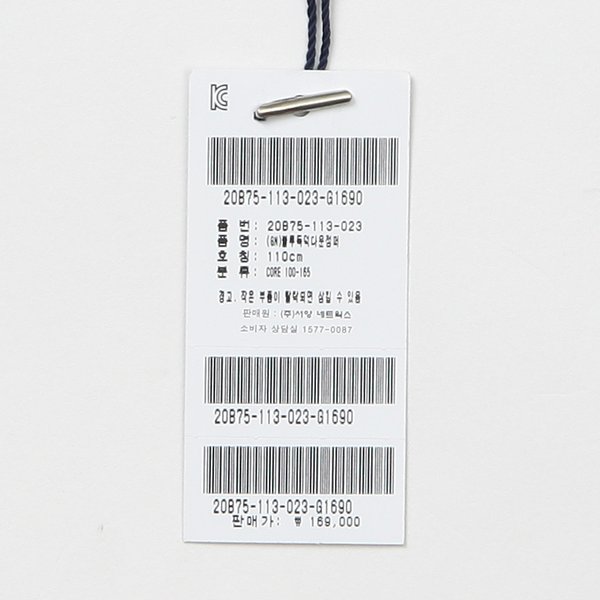 KC
20B75-113-023-G1690
품 번: 20B75-113-023
품 명: (GM)블루독덕다운점퍼
호 칭: 110cm
분 류: CORE 100-165
경고. 작은 부품이 탈락되면 삼킬 수 있음
판매원 : (주)서양 네트웍스
소비자 상담실 1577-0087
20B75-113-023-G1690
20B75-113-023-G1690
판매가: ₩ 169,000